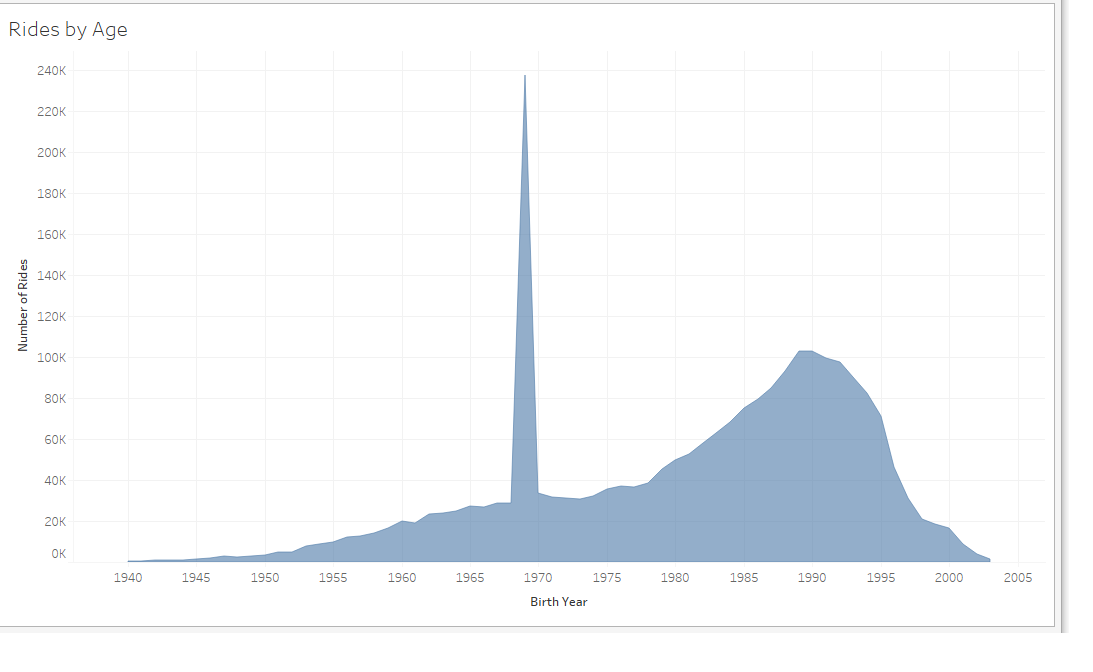 Rides by Age
240K
220K
200K
180K
160K
140K
120K
100K
80K
60K
40K
20K
0K
Number of Rides
1940 1945 1950 1955 1960 1965 1970 1975 1980 1985 1990 1995 2000 2005
Birth Year